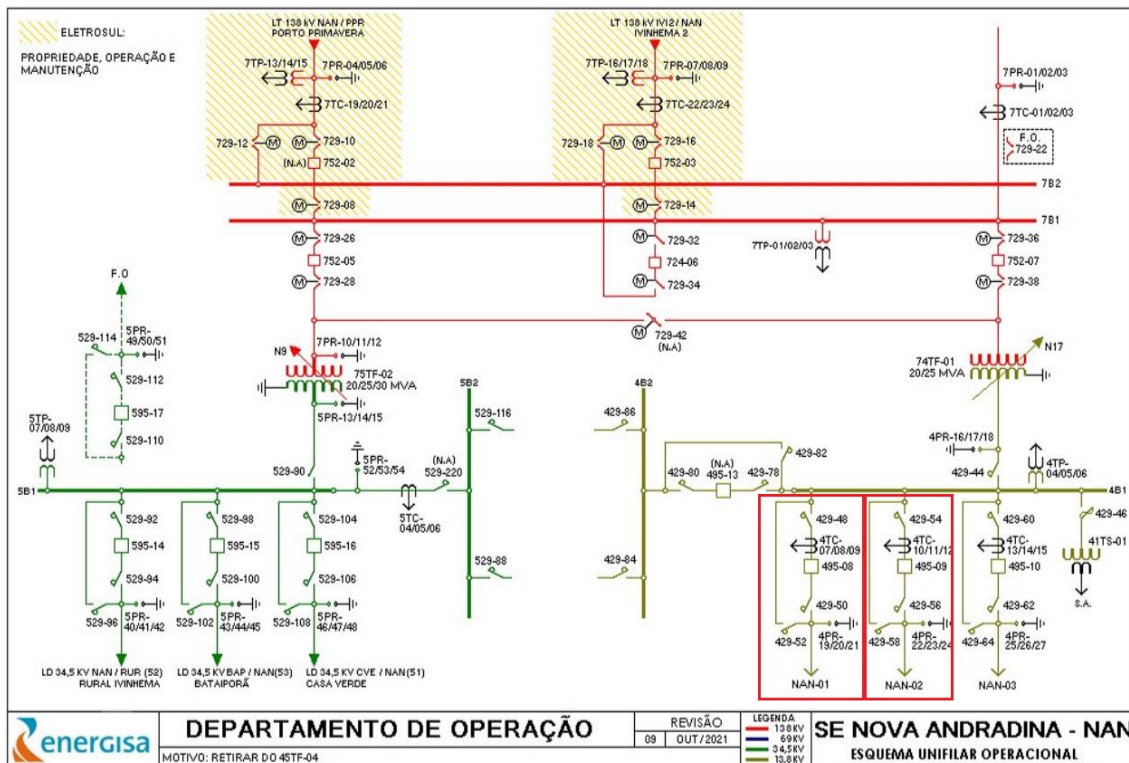 ELETROSUL:
PROPRIEDADE, OPERAÇÃO E
MANUTENÇÃO
LT 138 kV NAN / PPR
PORTO PRIMAVERA
LT 138 kV IVI2 / NAN
IVINHEMA 2
7TP-13/14/15
7PR-04/05/06
7TP-16/17/18
7PR-07/08/09
7PR-01/02/03
7TC-19/20/21
7TC-22/23/24
7TC-01/02/03
729-12
M
M
729-10
729-18
M
M
729-16
F.O.
729-22
(N.A)
752-02
752-03
7B2
M
729-08
M
729-14
7B1
M
729-26
M
729-32
7TP-01/02/03
M
729-36
752-05
724-06
752-07
M
729-28
M
729-34
M
729-38
F.O
M
729-42
(N.A)
529-114
5PR-
49/50/51
N9
7PR-10/11/12
75TF-02
20/25/30 MVA
74TF-01
20/25 MVA
N17
529-112
595-17
529-110
5TP-
07/08/09
5PR-13/14/15
5B2
4B2
529-116
429-86
529-90
5PR-
52/53/54
(N.A)
529-220
429-80
(N.A)
495-13
429-78
429-82
4PR-16/17/18
429-44
4TP-
04/05/06
5B1
4B1
5TC-
04/05/06
529-92
529-98
529-104
429-48
429-54
429-60
429-46
595-14
595-15
595-16
4TC-
07/08/09
4TC-
10/11/12
4TC-
13/14/15
41TS-01
529-94
529-100
529-106
529-88
429-84
495-08
495-09
495-10
S.A.
529-96
5PR-
40/41/42
529-102
5PR-
43/44/45
529-108
5PR-
46/47/48
429-50
429-56
429-62
429-52
4PR-
19/20/21
429-58
4PR-
22/23/24
429-64
4PR-
25/26/27
LD 34,5 KV NAN / RUR (52)
RURAL IVINHEMA
LD 34,5 KV BAP / NAN(53)
BATAIPORÃ
LD 34,5 KV CVE / NAN (51)
CASA VERDE
NAN-01
NAN-02
NAN-03
energisa
DEPARTAMENTO DE OPERAÇÃO
MOTIVO: RETIRAR DO 45TF-04
REVISÃO
09 OUT/2021
LEGENDA
138KV
69KV
34,5KV
13,8KV
SE NOVA ANDRADINA - NAN
ESQUEMA UNIFILAR OPERACIONAL